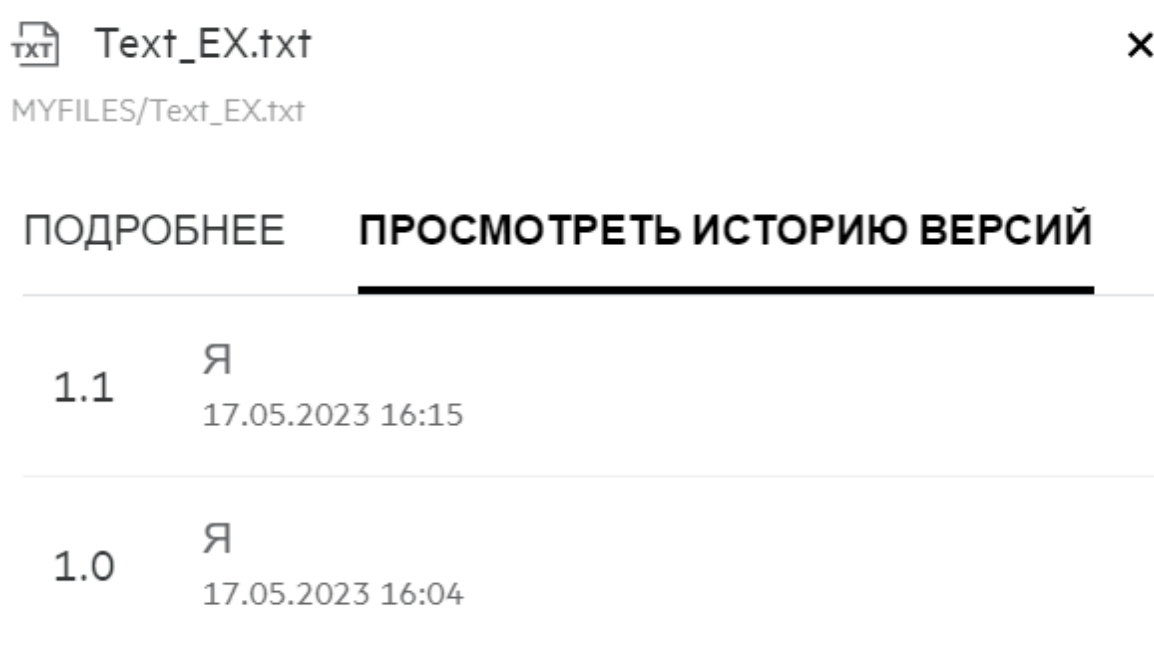 TXT Text_EX.txt ×
MYFILES/Text_EX.txt
ПОДРОБНЕЕ ПРОСМОТРЕТЬ ИСТОРИЮ ВЕРСИЙ
1.1 Я
17.05.2023 16:15
1.0 Я
17.05.2023 16:04